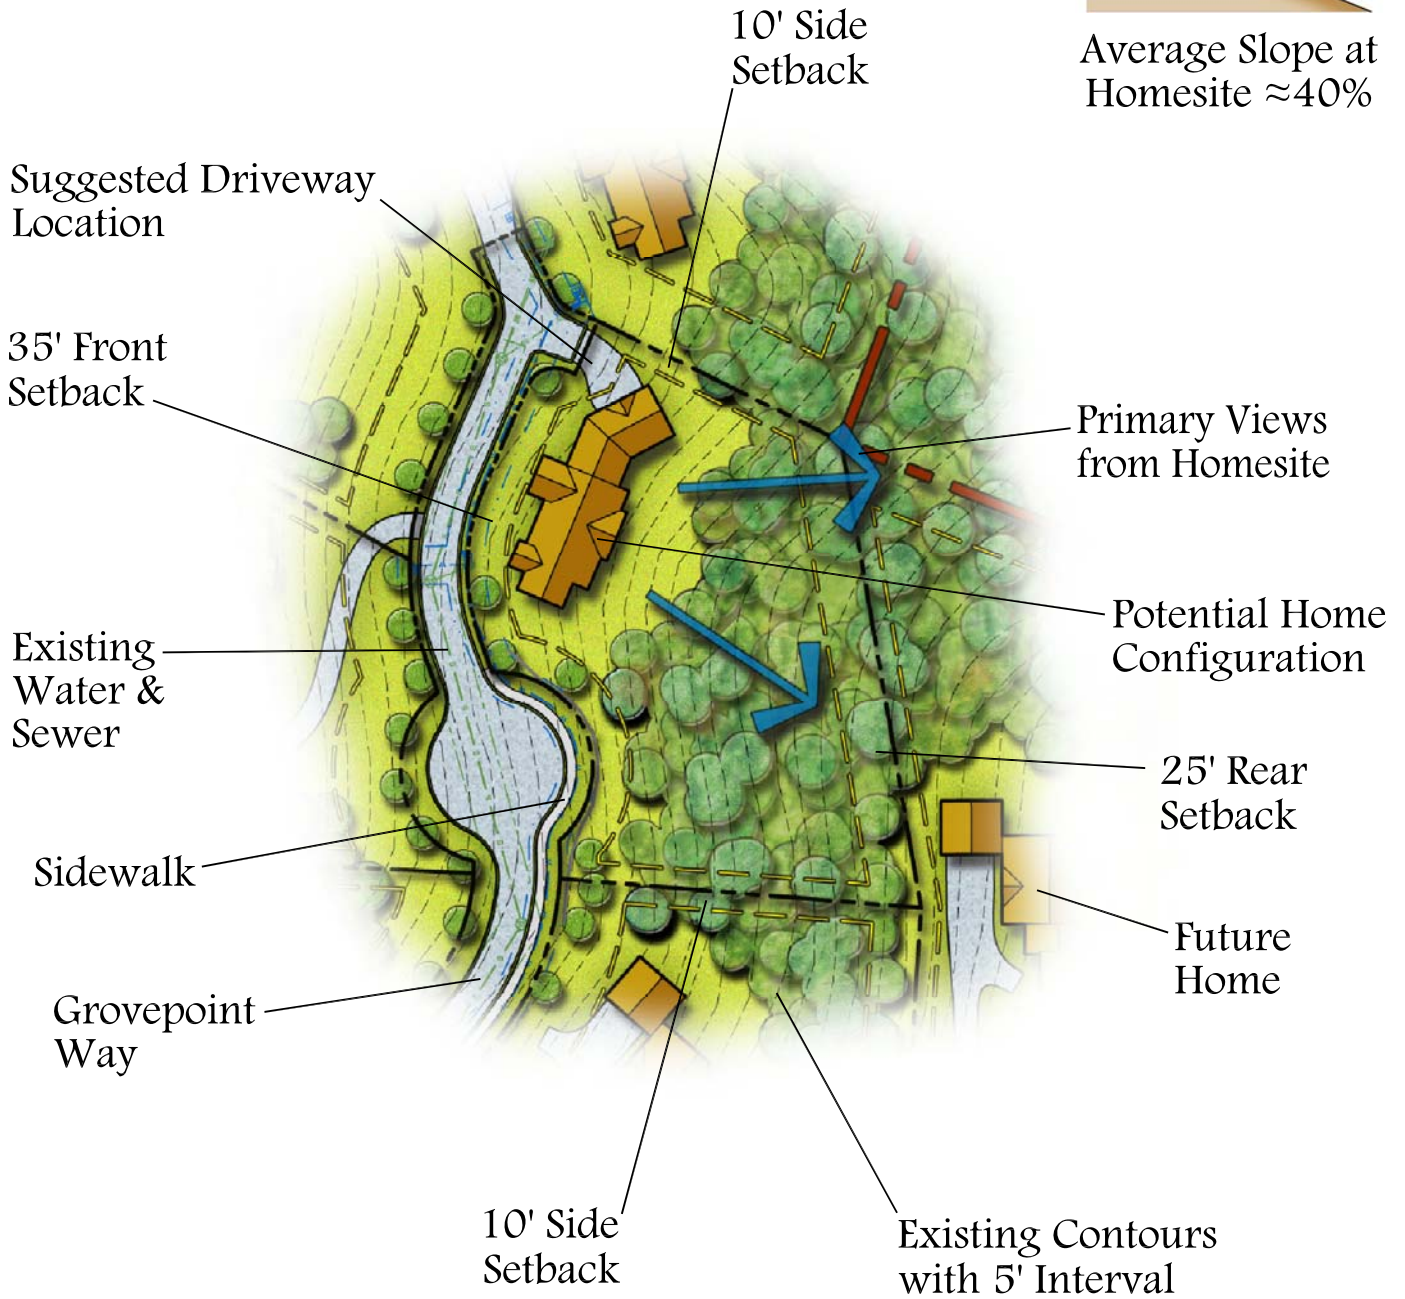 10' Side
Setback
Average Slope at
Homesite ≈40%
Suggested Driveway
Location
35' Front
Setback
Primary Views
from Homesite
Potential Home
Configuration
Existing
Water &
Sewer
25' Rear
Setback
Sidewalk
Future
Home
Grovepoint
Way
10' Side
Setback
Existing Contours
with 5' Interval